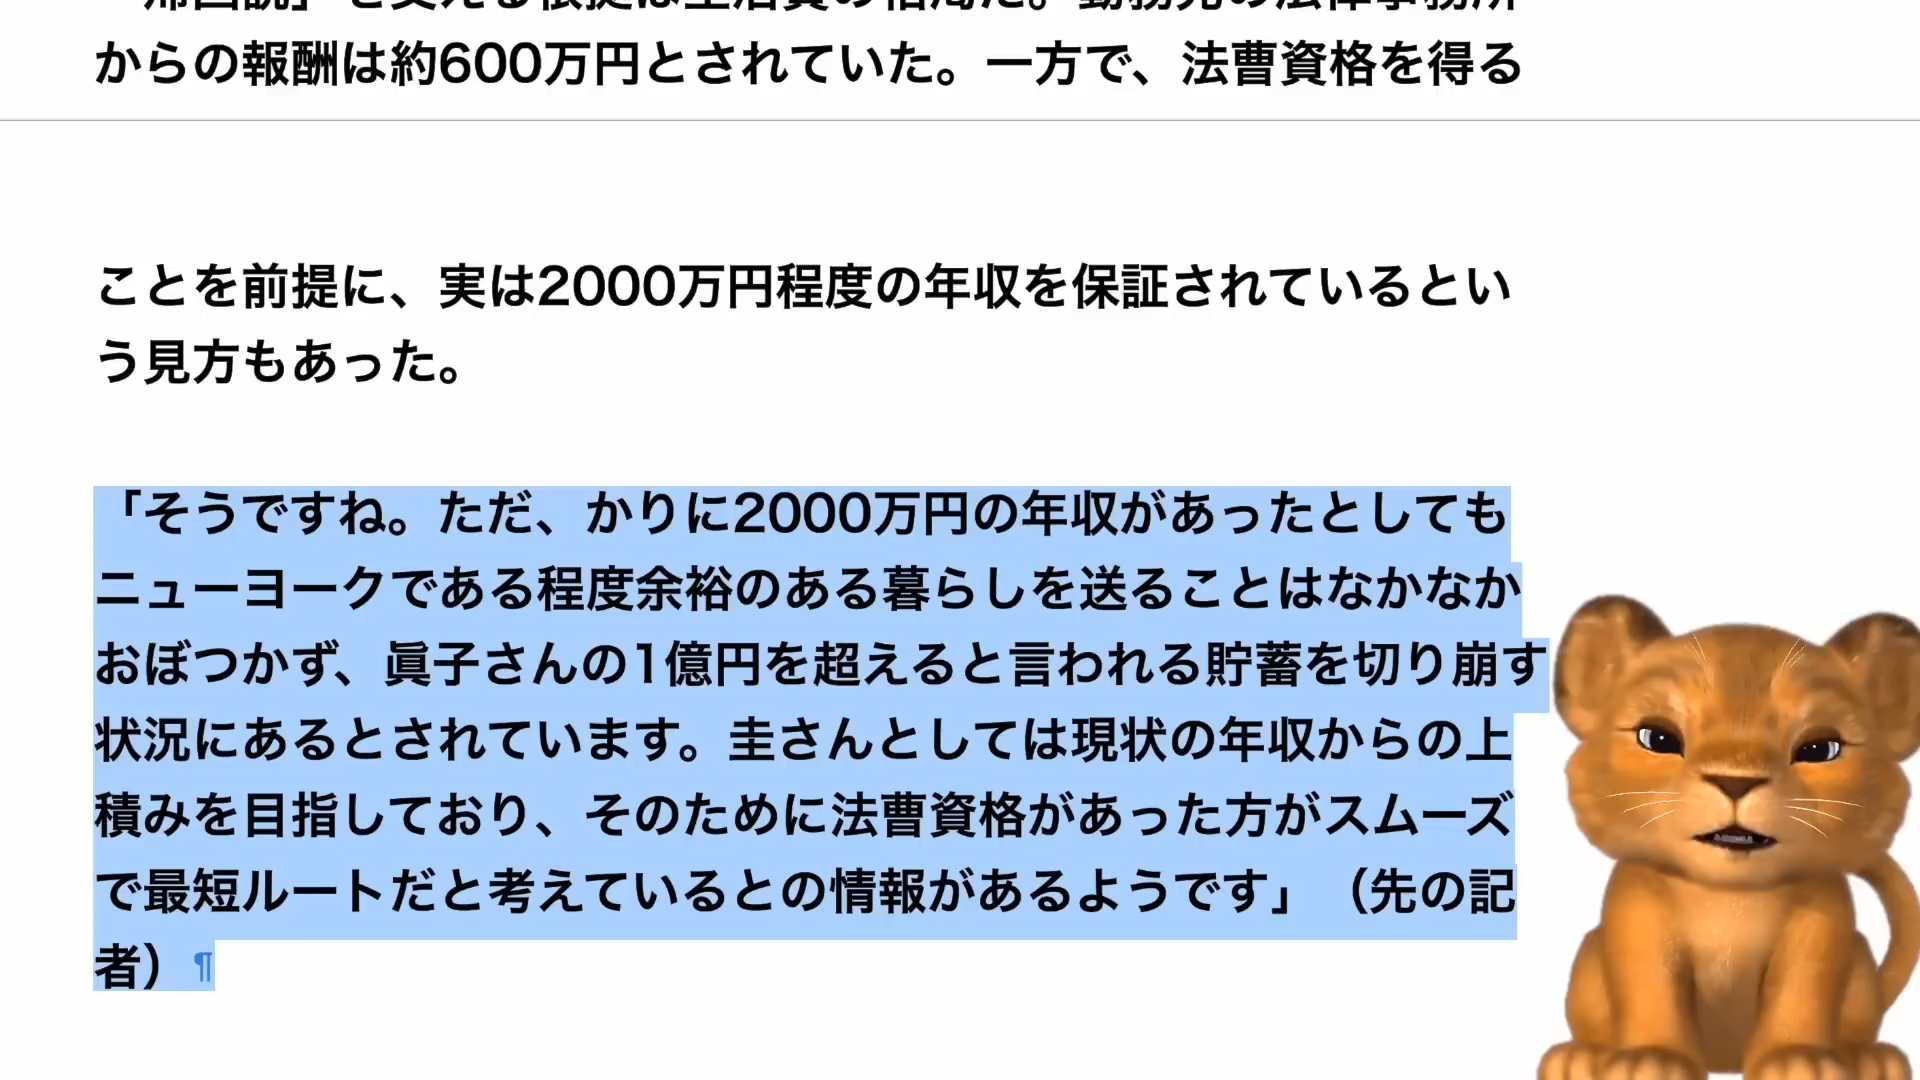 からの報酬は約600万円とされていた。一方で、法曹資格を得る
ことを前提に、実は2000万円程度の年収を保証されているとい
う見方もあった。
「そうですね。ただ、かりに2000万円の年収があったとしても
ニューヨークである程度余裕のある暮らしを送ることはなかなか
おぼつかず、眞子さんの1億円を超えると言われる貯蓄を切り崩す
状況にあるとされています。圭さんとしては現状の年収からの上
積みを目指しており、そのために法曹資格があった方がスムーズ
で最短ルートだと考えているとの情報があるようです」（先の記
者）¶